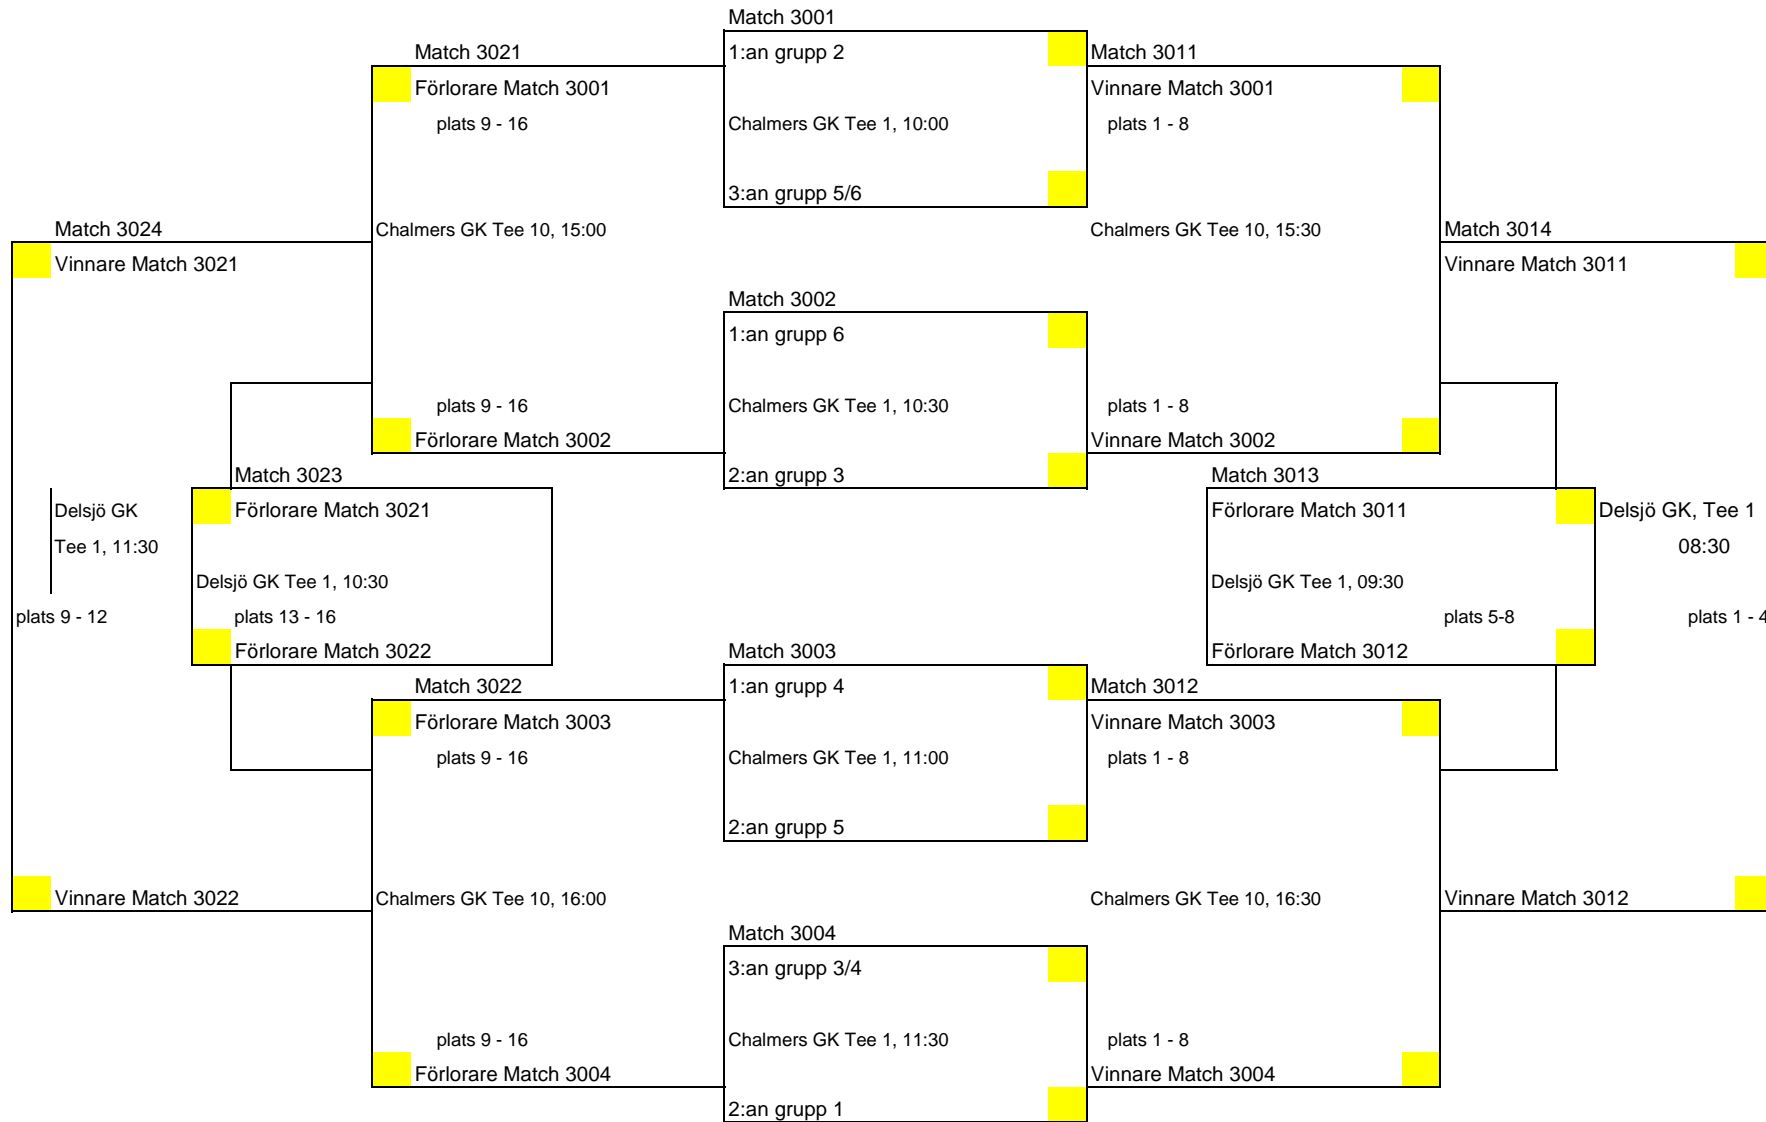 Match 3001
Match 3021
1:an grupp 2
Match 3011
Förlorare Match 3001
Vinnare Match 3001
plats 9 - 16
Chalmers GK Tee 1, 10:00
plats 1 - 8
3:an grupp 5/6
Match 3024
Chalmers GK Tee 10, 15:00
Chalmers GK Tee 10, 15:30
Match 3014
Vinnare Match 3021
Vinnare Match 3011
Match 3002
1:an grupp 6
plats 9 - 16
Chalmers GK Tee 1, 10:30
plats 1 - 8
Förlorare Match 3002
Vinnare Match 3002
Match 3023
2:an grupp 3
Match 3013
Delsjö GK
Förlorare Match 3021
Förlorare Match 3011
Delsjö GK, Tee 1
Tee 1, 11:30
08:30
Delsjö GK Tee 1, 10:30
Delsjö GK Tee 1, 09:30
plats 9 - 12
plats 13 - 16
plats 5-8
plats 1 - 4
Förlorare Match 3022
Match 3003
Förlorare Match 3012
Match 3022
1:an grupp 4
Match 3012
Förlorare Match 3003
Vinnare Match 3003
plats 9 - 16
Chalmers GK Tee 1, 11:00
plats 1 - 8
2:an grupp 5
Vinnare Match 3022
Chalmers GK Tee 10, 16:00
Chalmers GK Tee 10, 16:30
Vinnare Match 3012
Match 3004
3:an grupp 3/4
plats 9 - 16
Chalmers GK Tee 1, 11:30
plats 1 - 8
Förlorare Match 3004
Vinnare Match 3004
2:an grupp 1